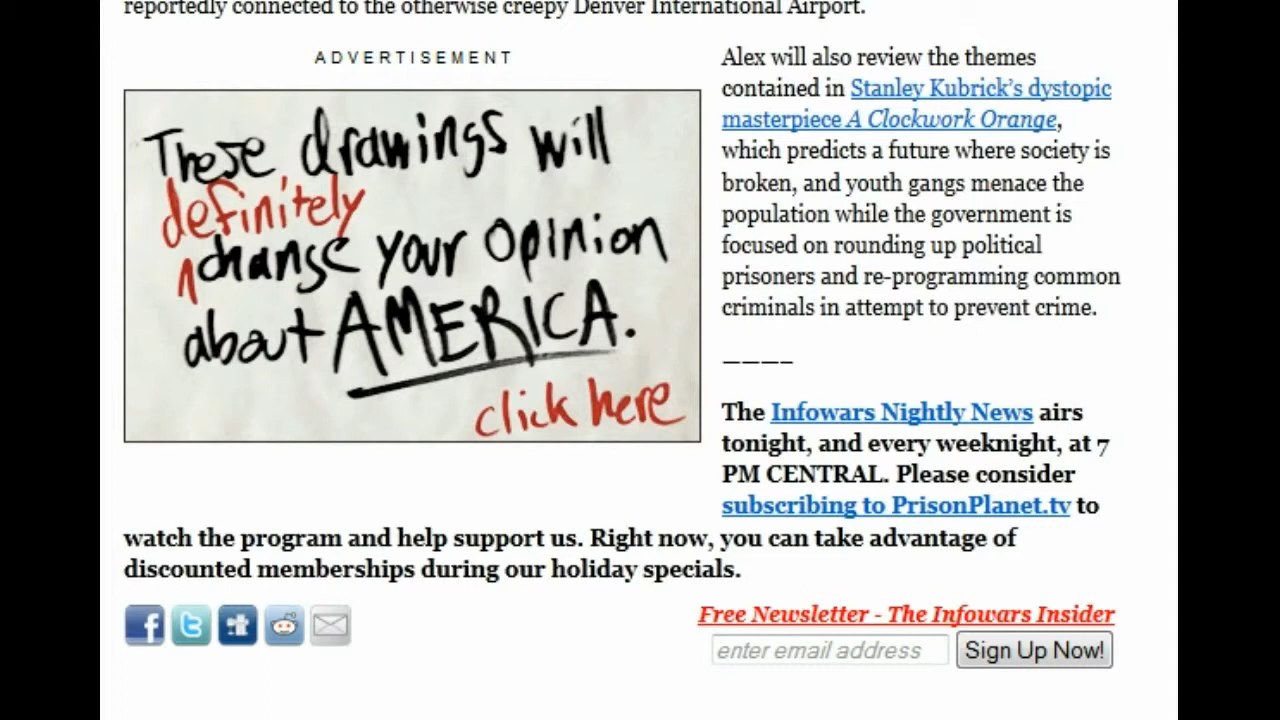 reportedly connected to the otherwise creepy Denver International Airport.
ADVERTISEMENT
These drawings will
definitely
change your opinion
about AMERICA.
click here
Alex will also review the themes
contained in Stanley Kubrick's dystopic
masterpiece A Clockwork Orange,
which predicts a future where society is
broken, and youth gangs menace the
population while the government is
focused on rounding up political
prisoners and re-programming common
criminals in attempt to prevent crime.
————
The Infowars Nightly News airs
tonight, and every weeknight, at 7
PM CENTRAL. Please consider
subscribing to PrisonPlanet.tv to
watch the program and help support us. Right now, you can take advantage of
discounted memberships during our holiday specials.
Free Newsletter - The Infowars Insider
enter email address
Sign Up Now!